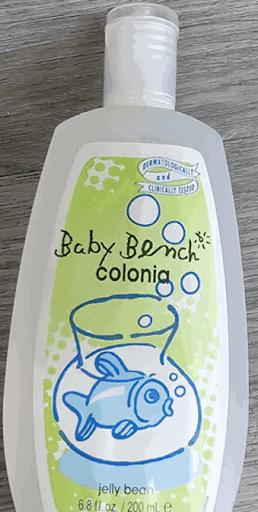 DERMATOLOGICALLY
and
CLINICALLY TESTED
Baby Bench
colonia
jelly bean
6.8 fl. oz. / 200 mL e